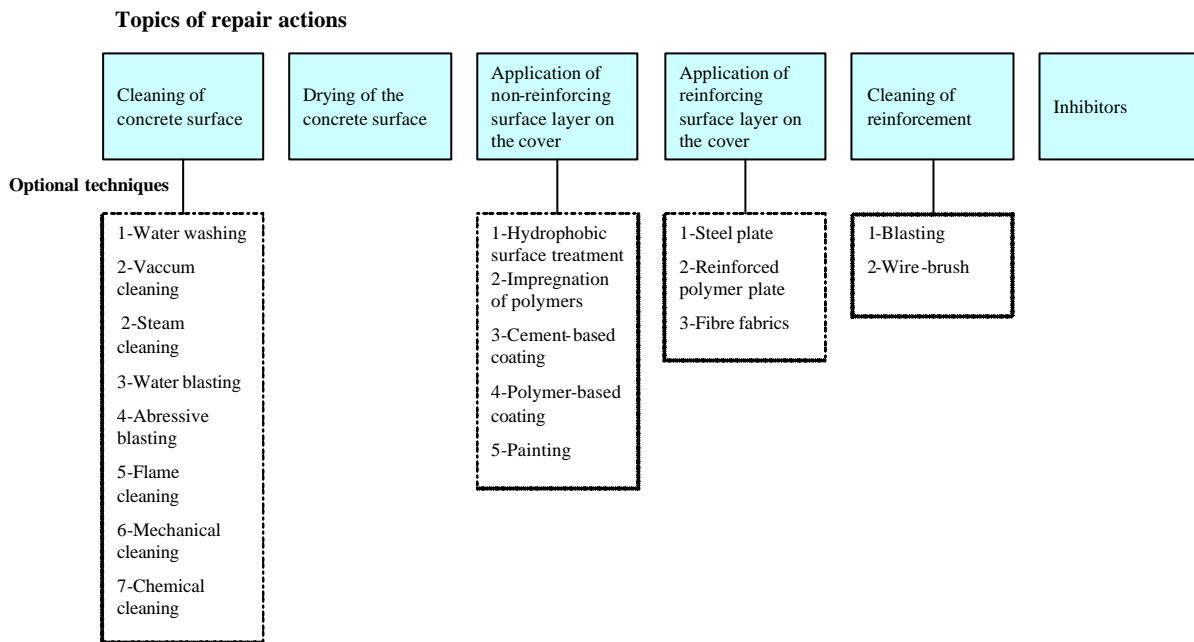 Topics of repair actions
Cleaning of
concrete surface
Drying of the
concrete surface
Application of
non-reinforcing
surface layer on
the cover
Application of
reinforcing
surface layer on
the cover
Cleaning of
reinforcement
Inhibitors
Optional techniques
1-Water washing
2-Vaccum
cleaning
2-Steam
cleaning
3-Water blasting
4-Abressive
blasting
5-Flame
cleaning
6-Mechanical
cleaning
7-Chemical
cleaning
1-Hydrophobic
surface treatment
2-Impregnation
of polymers
3-Cement-based
coating
4-Polymer-based
coating
5-Painting
1-Steel plate
2-Reinforced
polymer plate
3-Fibre fabrics
1-Blasting
2-Wire-brush